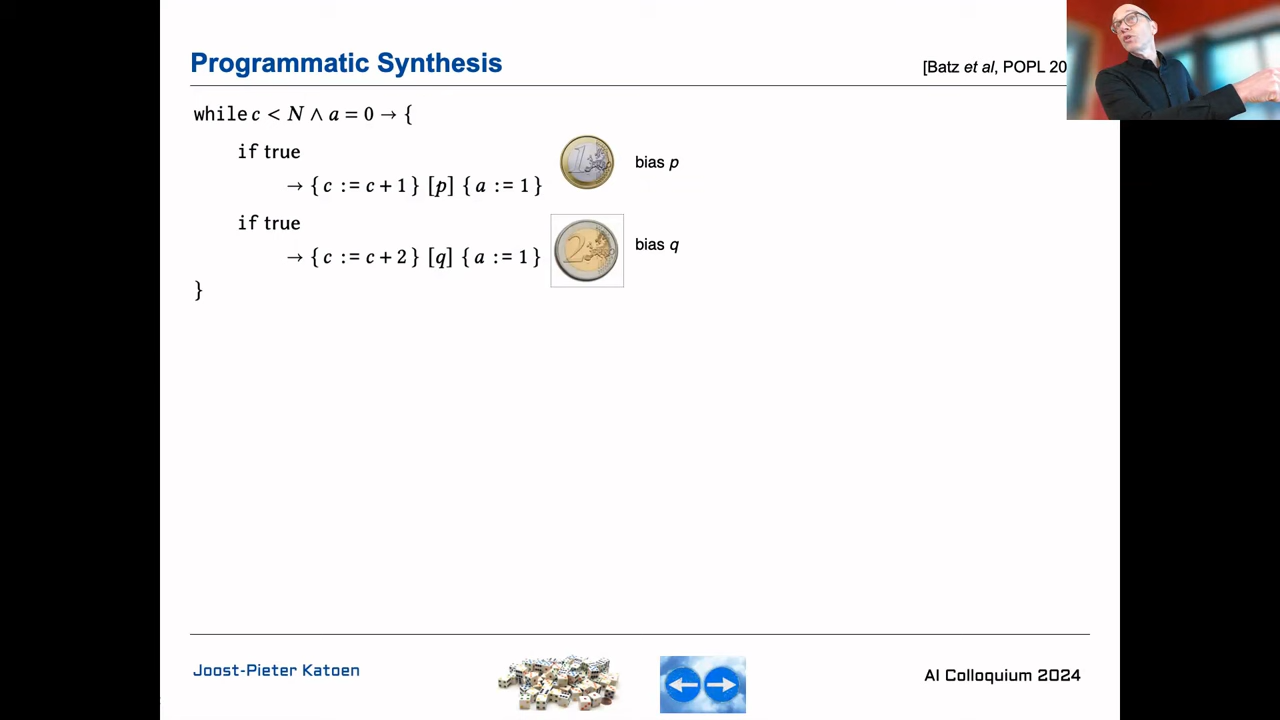 Programmatic Synthesis
[Batz et al, POPL 20
while c < N ∧ a = 0 → {
if true
→ { c := c + 1 } [p] { a := 1 }
bias p
if true
→ { c := c + 2 } [q] { a := 1 }
bias q
}
Joost-Pieter Katoen
AI Colloquium 2024